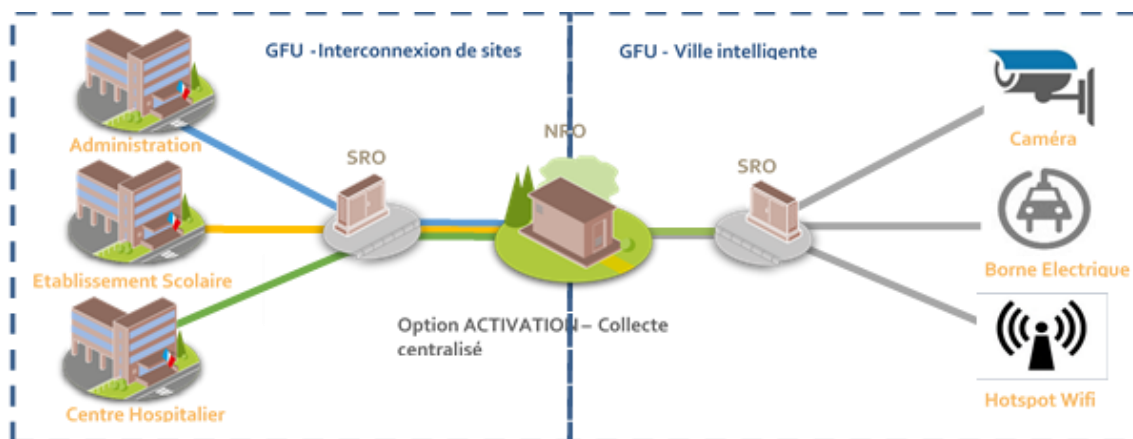 GFU -Interconnexion de sites
GFU - Ville intelligente
Administration
SRO
NRO
SRO
Caméra
Etablissement Scolaire
Borne Electrique
Option ACTIVATION – Collecte
centralisé
Centre Hospitalier
Hotspot Wifi